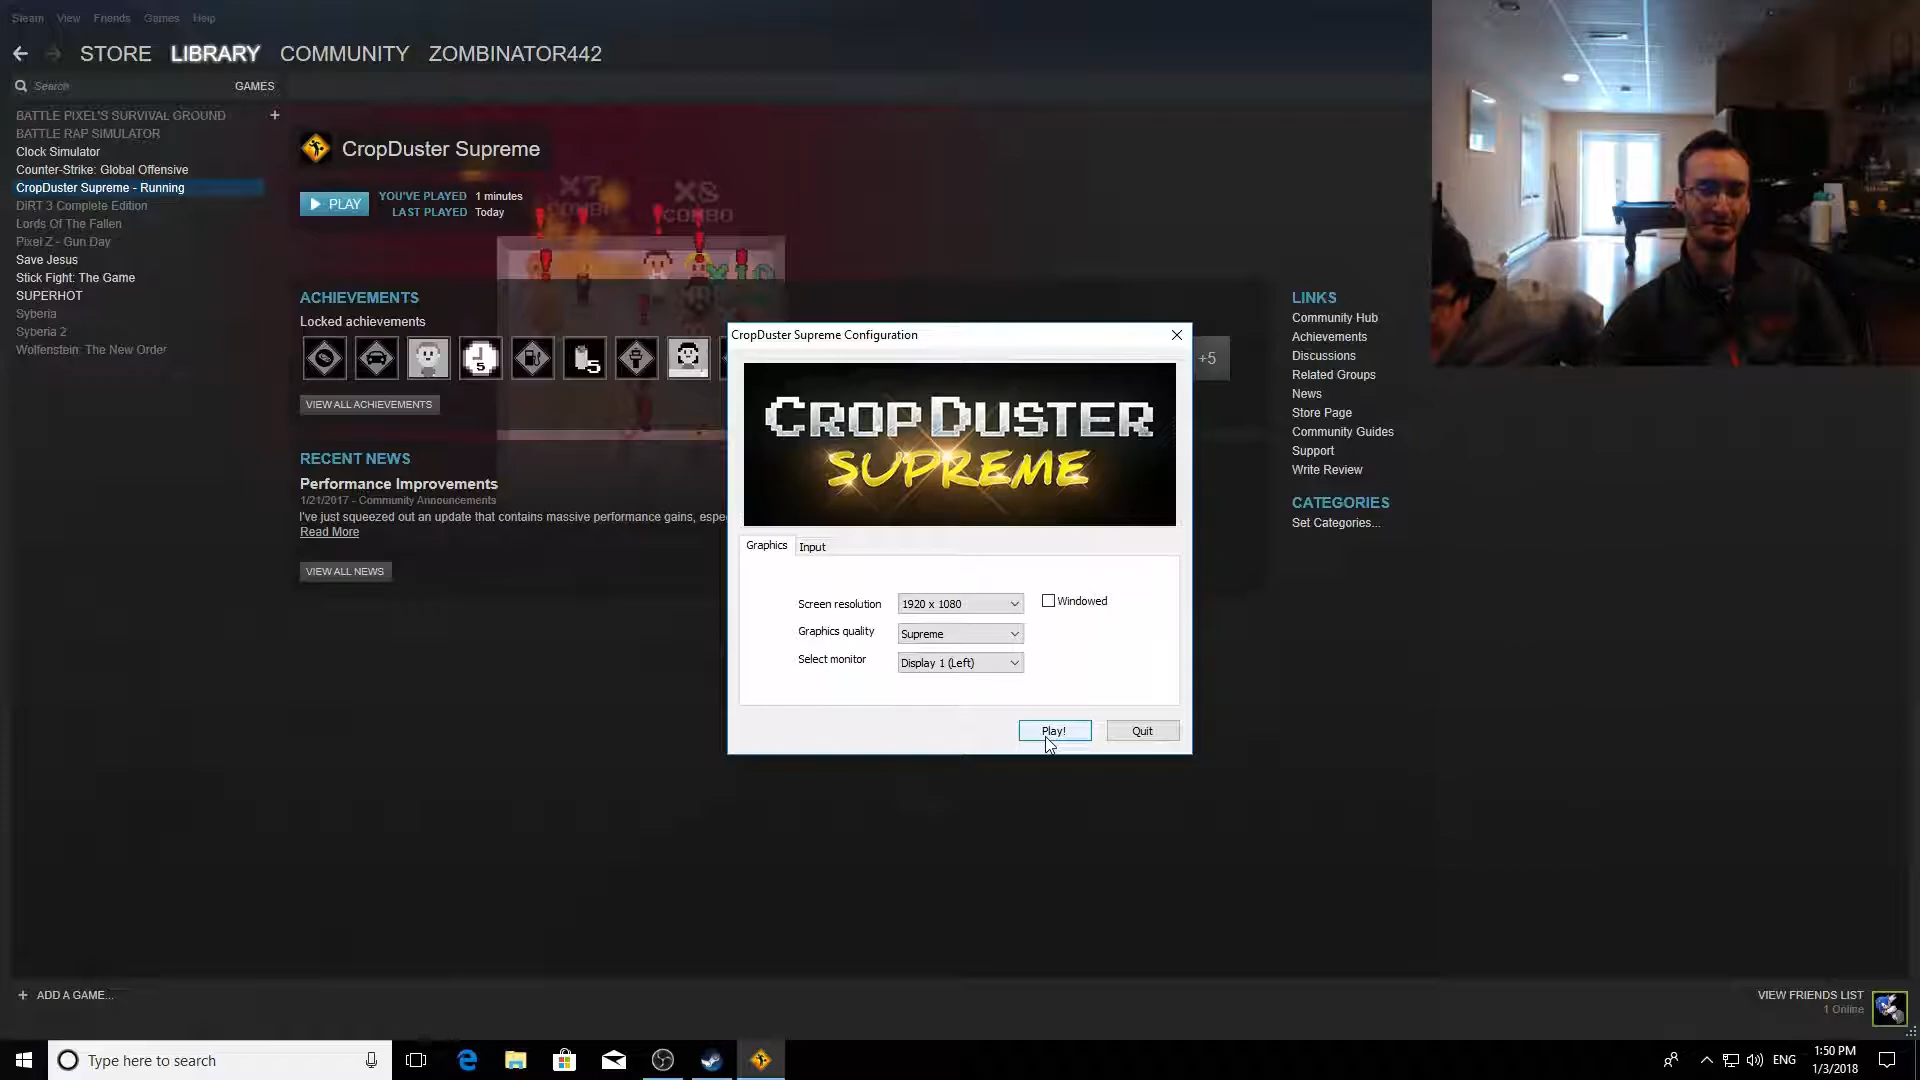 Steam View Friends Games Help
STORE LIBRARY COMMUNITY ZOMBINATOR442
Search GAMES
BATTLE PIXEL'S SURVIVAL GROUND +
BATTLE RAP SIMULATOR
Clock Simulator
Counter-Strike: Global Offensive
CropDuster Supreme - Running
DiRT 3 Complete Edition
Lords Of The Fallen
Pixel Z - Gun Day
Save Jesus
Stick Fight: The Game
SUPERHOT
Syberia
Syberia 2
Wolfenstein: The New Order
CropDuster Supreme
PLAY
YOU'VE PLAYED 1 minutes
LAST PLAYED Today
X7 X8
COMBO COMBO
X10
ACHIEVEMENTS
Locked achievements
5 5 +5
VIEW ALL ACHIEVEMENTS
RECENT NEWS
Performance Improvements
1/21/2017 - Community Announcements
I've just squeezed out an update that contains massive performance gains, espe
Read More
VIEW ALL NEWS
CropDuster Supreme Configuration
CROPDUSTER
SUPREME
Graphics Input
Screen resolution 1920 x 1080 Windowed
Graphics quality Supreme
Select monitor Display 1 (Left)
Play! Quit
LINKS
Community Hub
Achievements
Discussions
Related Groups
News
Store Page
Community Guides
Support
Write Review
CATEGORIES
Set Categories...
+ ADD A GAME...
VIEW FRIENDS LIST
1 Online
Type here to search
ENG
1:50 PM
1/3/2018